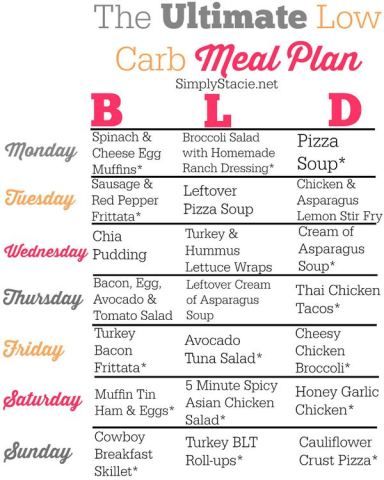 The Ultimate Low
Carb Meal Plan
SimplyStacie.net
B L D
Monday
Spinach &
Cheese Egg
Muffins*
Broccoli Salad
with Homemade
Ranch Dressing*
Pizza
Soup*
Tuesday
Sausage &
Red Pepper
Frittata*
Leftover
Pizza Soup
Chicken &
Asparagus
Lemon Stir Fry
Wednesday
Chia
Pudding
Turkey &
Hummus
Lettuce Wraps
Cream of
Asparagus
Soup*
Thursday
Bacon, Egg,
Avocado &
Tomato Salad
Leftover Cream
of Asparagus
Soup
Thai Chicken
Tacos*
Friday
Turkey
Bacon
Frittata*
Avocado
Tuna Salad*
Cheesy
Chicken
Broccoli*
Saturday
Muffin Tin
Ham & Eggs*
5 Minute Spicy
Asian Chicken
Salad*
Honey Garlic
Chicken*
Sunday
Cowboy
Breakfast
Skillet*
Turkey BLT
Roll-ups*
Cauliflower
Crust Pizza*